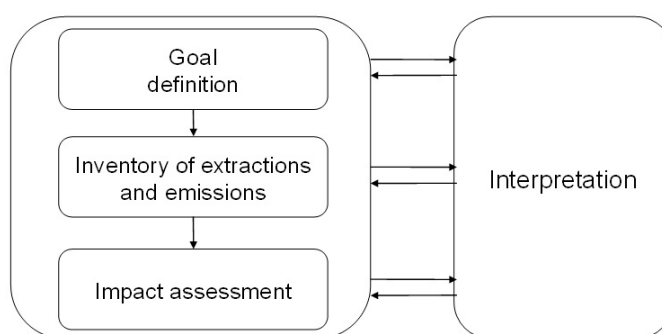 Goal
definition
Inventory of extractions
and emissions
Impact assessment
Interpretation